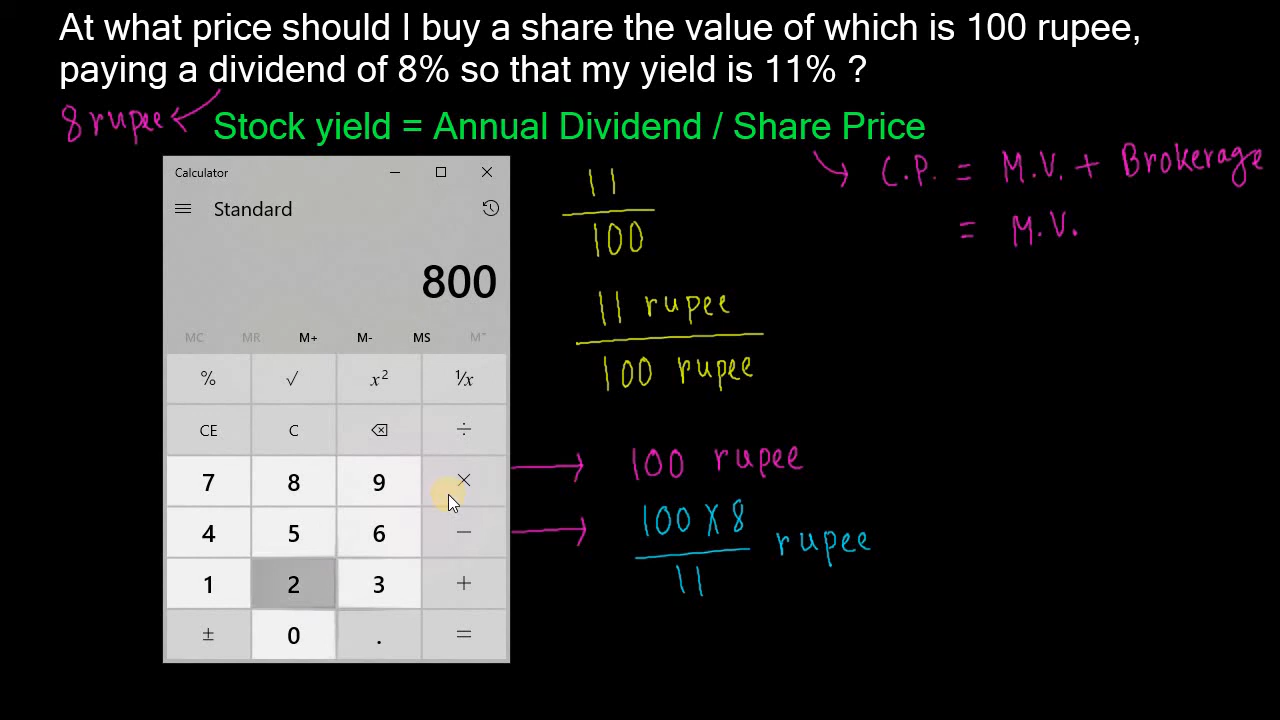 At what price should I buy a share the value of which is 100 rupee,
paying a dividend of 8% so that my yield is 11% ?
8 rupee
Stock yield = Annual Dividend / Share Price
C.P. = M.V. + Brokerage
= M.V.
Calculator
Standard
800
MC MR M+ M- MS M˅
% √ x² ¹/x
CE C ÷
7 8 9 ×
4 5 6 −
1 2 3 +
± 0 . =
11
100
11 rupee
100 rupee
100 rupee
100 X 8
11
rupee